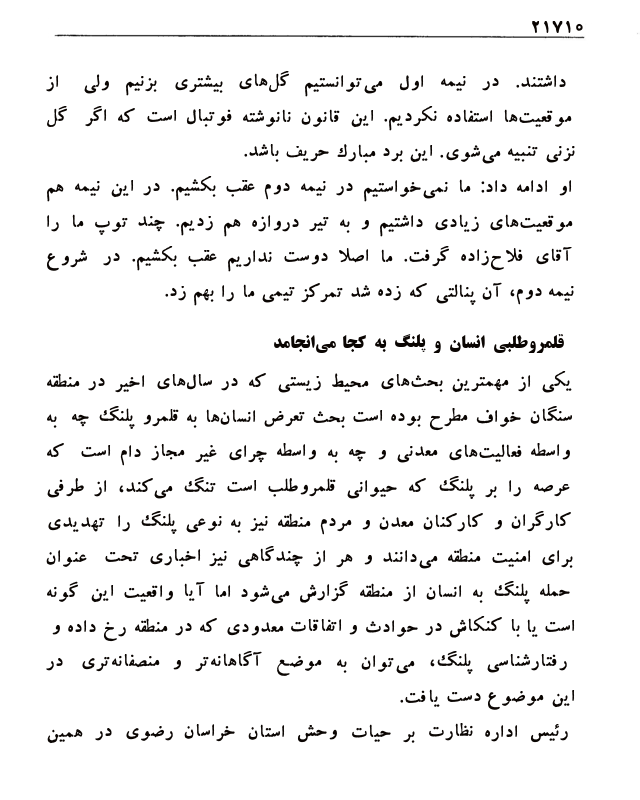 ۲۱۷۱۰
داشتند. در نیمه اول می‌توانستیم گل‌های بیشتری بزنیم ولی از
موقعیت‌ها استفاده نکردیم. این قانون نانوشته فوتبال است که اگر گل
نزنی تنبیه می‌شوی. این برد مبارك حریف باشد.
او ادامه داد: ما نمی‌خواستیم در نیمه دوم عقب بکشیم. در این نیمه هم
موقعیت‌های زیادی داشتیم و به تیر دروازه هم زدیم. چند توپ ما را
آقای فلاح‌زاده گرفت. ما اصلا دوست نداریم عقب بکشیم. در شروع
نیمه دوم، آن پنالتی که زده شد تمرکز تیمی ما را بهم زد.
قلمروطلبی انسان و پلنگ به کجا می‌انجامد
یکی از مهمترین بحث‌های محیط زیستی که در سال‌های اخیر در منطقه
سنگان خواف مطرح بوده است بحث تعرض انسان‌ها به قلمرو پلنگ چه به
واسطه فعالیت‌های معدنی و چه به واسطه چرای غیر مجاز دام است که
عرصه را بر پلنگ که حیوانی قلمروطلب است تنگ می‌کند، از طرفی
کارگران و کارکنان معدن و مردم منطقه نیز به نوعی پلنگ را تهدیدی
برای امنیت منطقه می‌دانند و هر از چندگاهی نیز اخباری تحت عنوان
حمله پلنگ به انسان از منطقه گزارش می‌شود اما آیا واقعیت این گونه
است یا با کنکاش در حوادث و اتفاقات معدودی که در منطقه رخ داده و
رفتارشناسی پلنگ، می‌توان به موضع آگاهانه‌تر و منصفانه‌تری در
این موضوع دست یافت.
رئیس اداره نظارت بر حیات وحش استان خراسان رضوی در همین